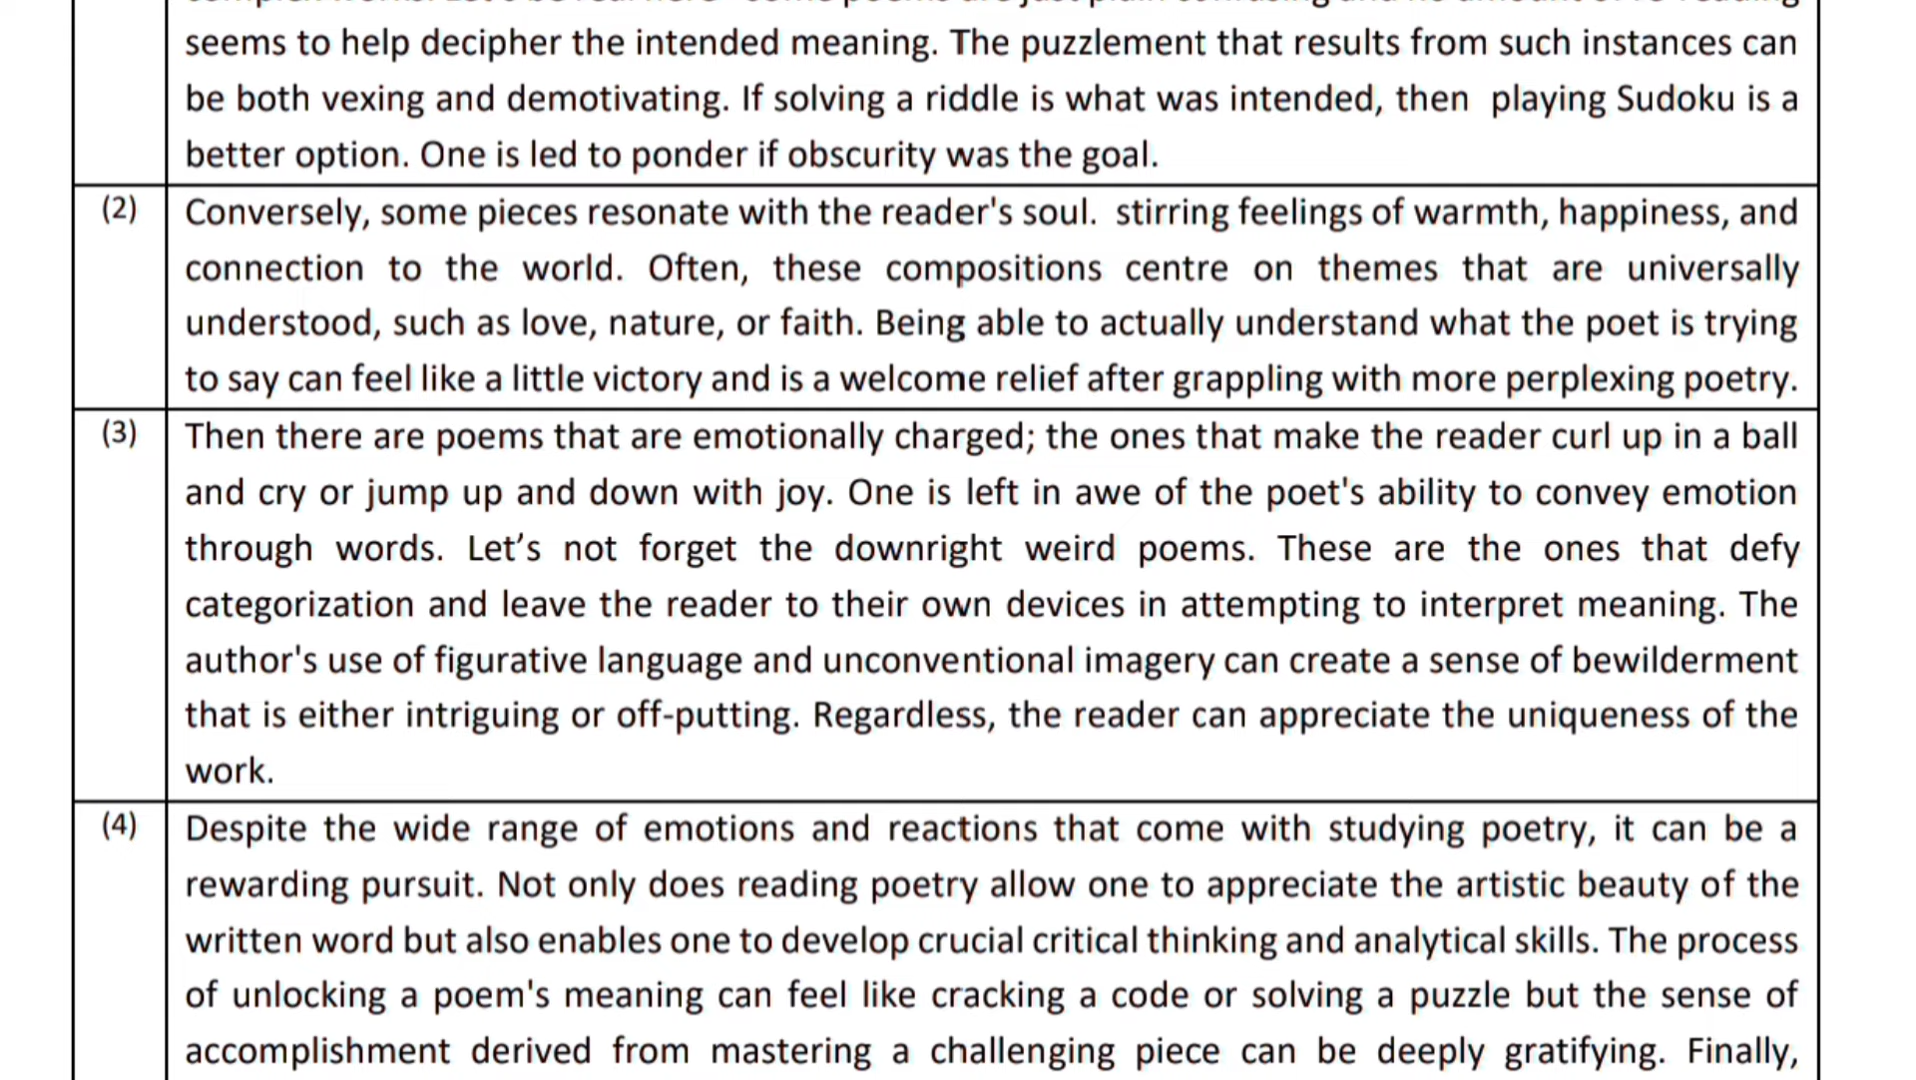 seems to help decipher the intended meaning. The puzzlement that results from such instances can
be both vexing and demotivating. If solving a riddle is what was intended, then  playing Sudoku is a
better option. One is led to ponder if obscurity was the goal.
(2) Conversely, some pieces resonate with the reader's soul.  stirring feelings of warmth, happiness, and
connection to the world. Often, these compositions centre on themes that are universally
understood, such as love, nature, or faith. Being able to actually understand what the poet is trying
to say can feel like a little victory and is a welcome relief after grappling with more perplexing poetry.
(3) Then there are poems that are emotionally charged; the ones that make the reader curl up in a ball
and cry or jump up and down with joy. One is left in awe of the poet's ability to convey emotion
through words. Let’s not forget the downright weird poems. These are the ones that defy
categorization and leave the reader to their own devices in attempting to interpret meaning. The
author's use of figurative language and unconventional imagery can create a sense of bewilderment
that is either intriguing or off-putting. Regardless, the reader can appreciate the uniqueness of the
work.
(4) Despite the wide range of emotions and reactions that come with studying poetry, it can be a
rewarding pursuit. Not only does reading poetry allow one to appreciate the artistic beauty of the
written word but also enables one to develop crucial critical thinking and analytical skills. The process
of unlocking a poem's meaning can feel like cracking a code or solving a puzzle but the sense of
accomplishment derived from mastering a challenging piece can be deeply gratifying. Finally,